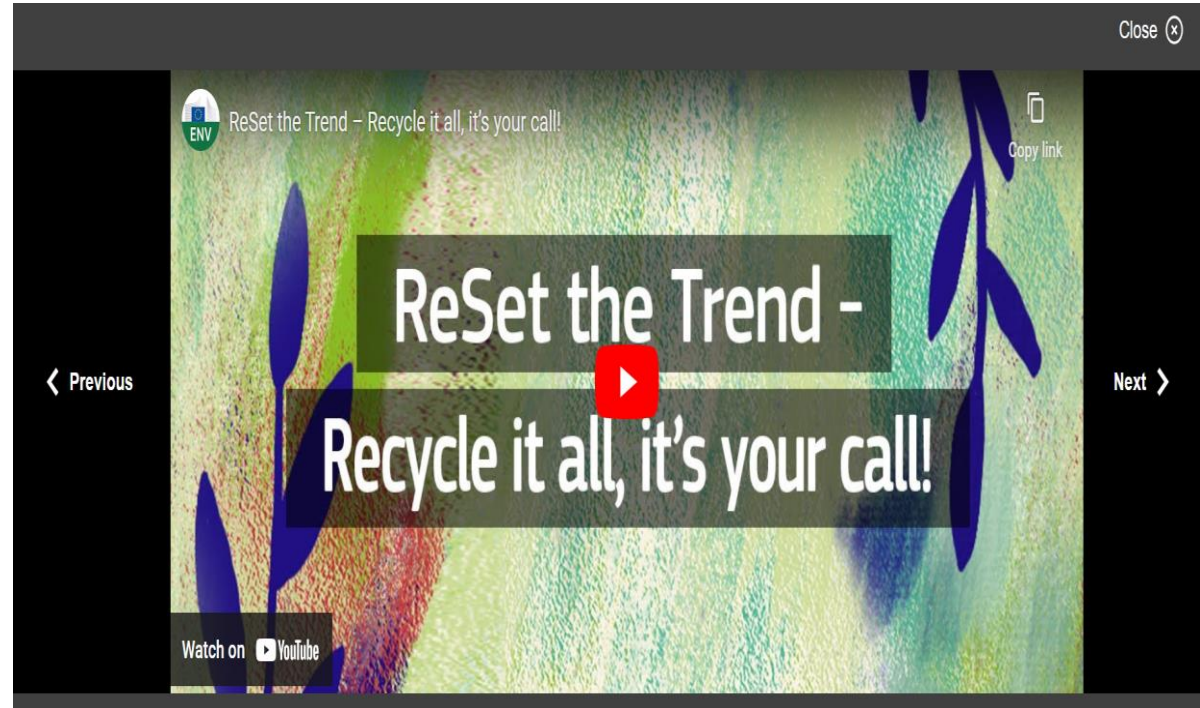 Close
ENV
ReSet the Trend – Recycle it all, it's your call!
Copy link
ReSet the Trend –
Previous
Next
Recycle it all, it's your call!
Watch on YouTube